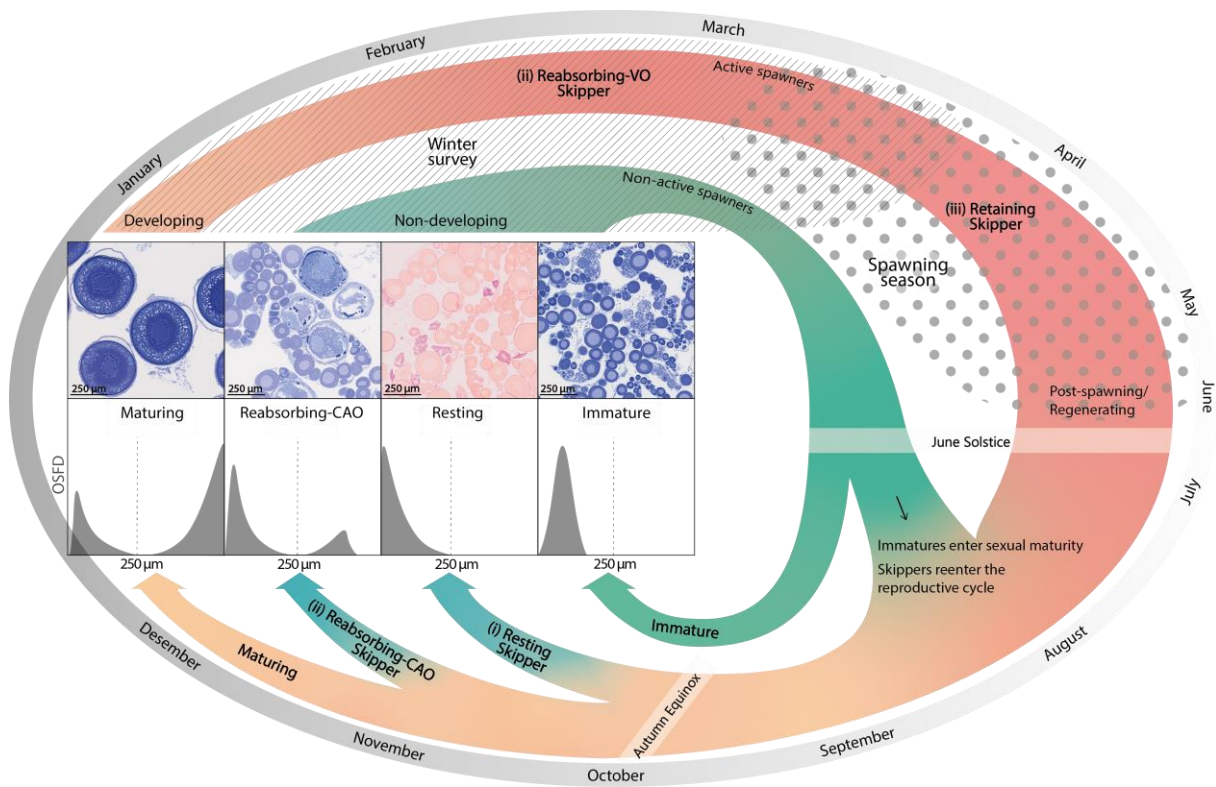 February
March
January
April
May
June
July
August
September
October
November
Desember
(ii) Reabsorbing-VO
Skipper
Active spawners
Winter
survey
Non-active spawners
Developing
Non-developing
(iii) Retaining
Skipper
Spawning
season
Post-spawning/
Regenerating
June Solstice
250 µm
250 µm
250 µm
250 µm
Maturing
Reabsorbing-CAO
Resting
Immature
OSFD
250 µm
250 µm
250 µm
250 µm
Immatures enter sexual maturity
Skippers reenter the
reproductive cycle
Maturing
(ii) Reabsorbing-CAO
Skipper
(i) Resting
Skipper
Immature
Autumn Equinox